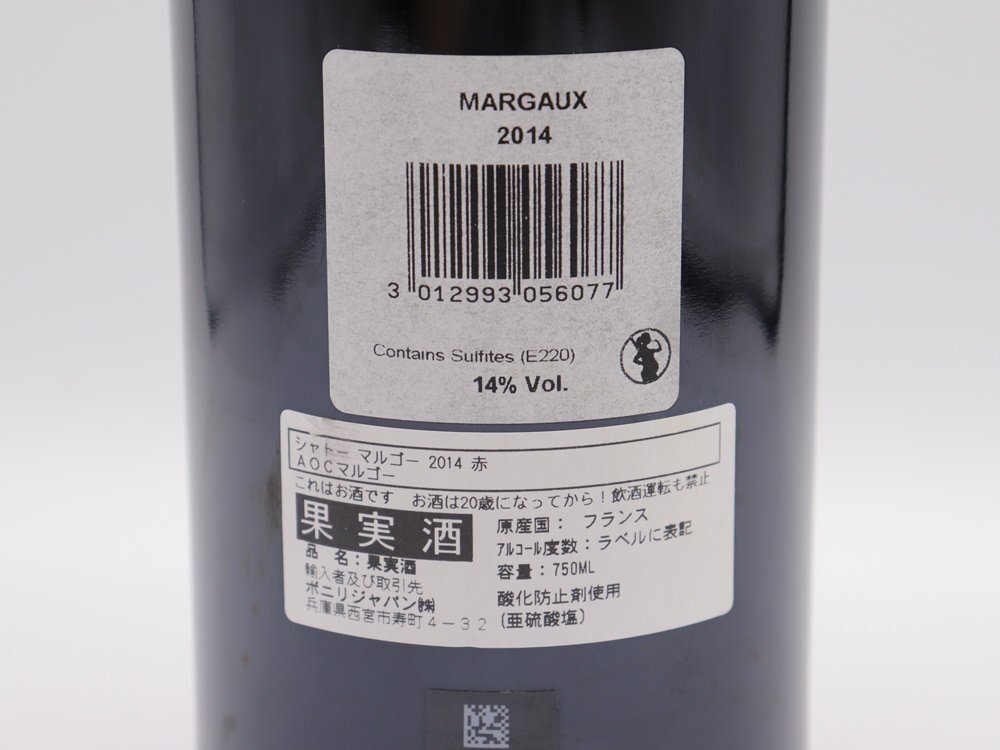 MARGAUX
2014
3 012993 056077
Contains Sulfites (E220)
14% Vol.
シャトー マルゴー 2014 赤
AOCマルゴー
これはお酒です お酒は20歳になってから!飲酒運転も禁止
果実酒
品 名:果実酒
輸入者及び取引先
ボニリジャパン㈱
兵庫県西宮市寿町4-32
原産国: フランス
アルコール度数:ラベルに表記
容量:750ML
酸化防止剤使用
(亜硫酸塩)